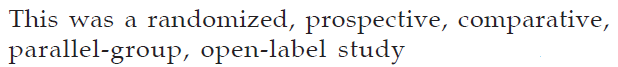 This was a randomized, prospective, comparative,
parallel-group, open-label study